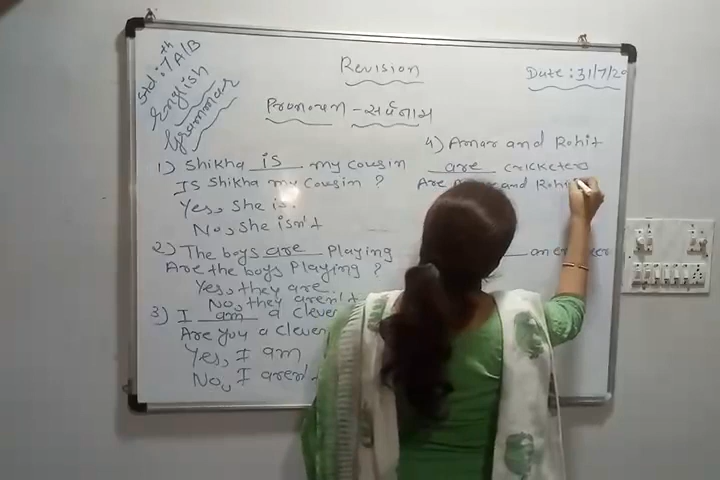 Std: 7th A/B
English
Grammar
Revision
Date: 31/7/20
Pronoun - સર્વનામ
1) Shikha is my cousin
Is Shikha my cousin ?
Yes, She is.
No, She isn't
2) The boys are Playing
Are the boys Playing ?
Yes, they are.
No, they aren't
3) I am a clever
Are you a clever
Yes, I am
No, I aren't
4) Amar and Rohit
are cricketers
Are and Rohit